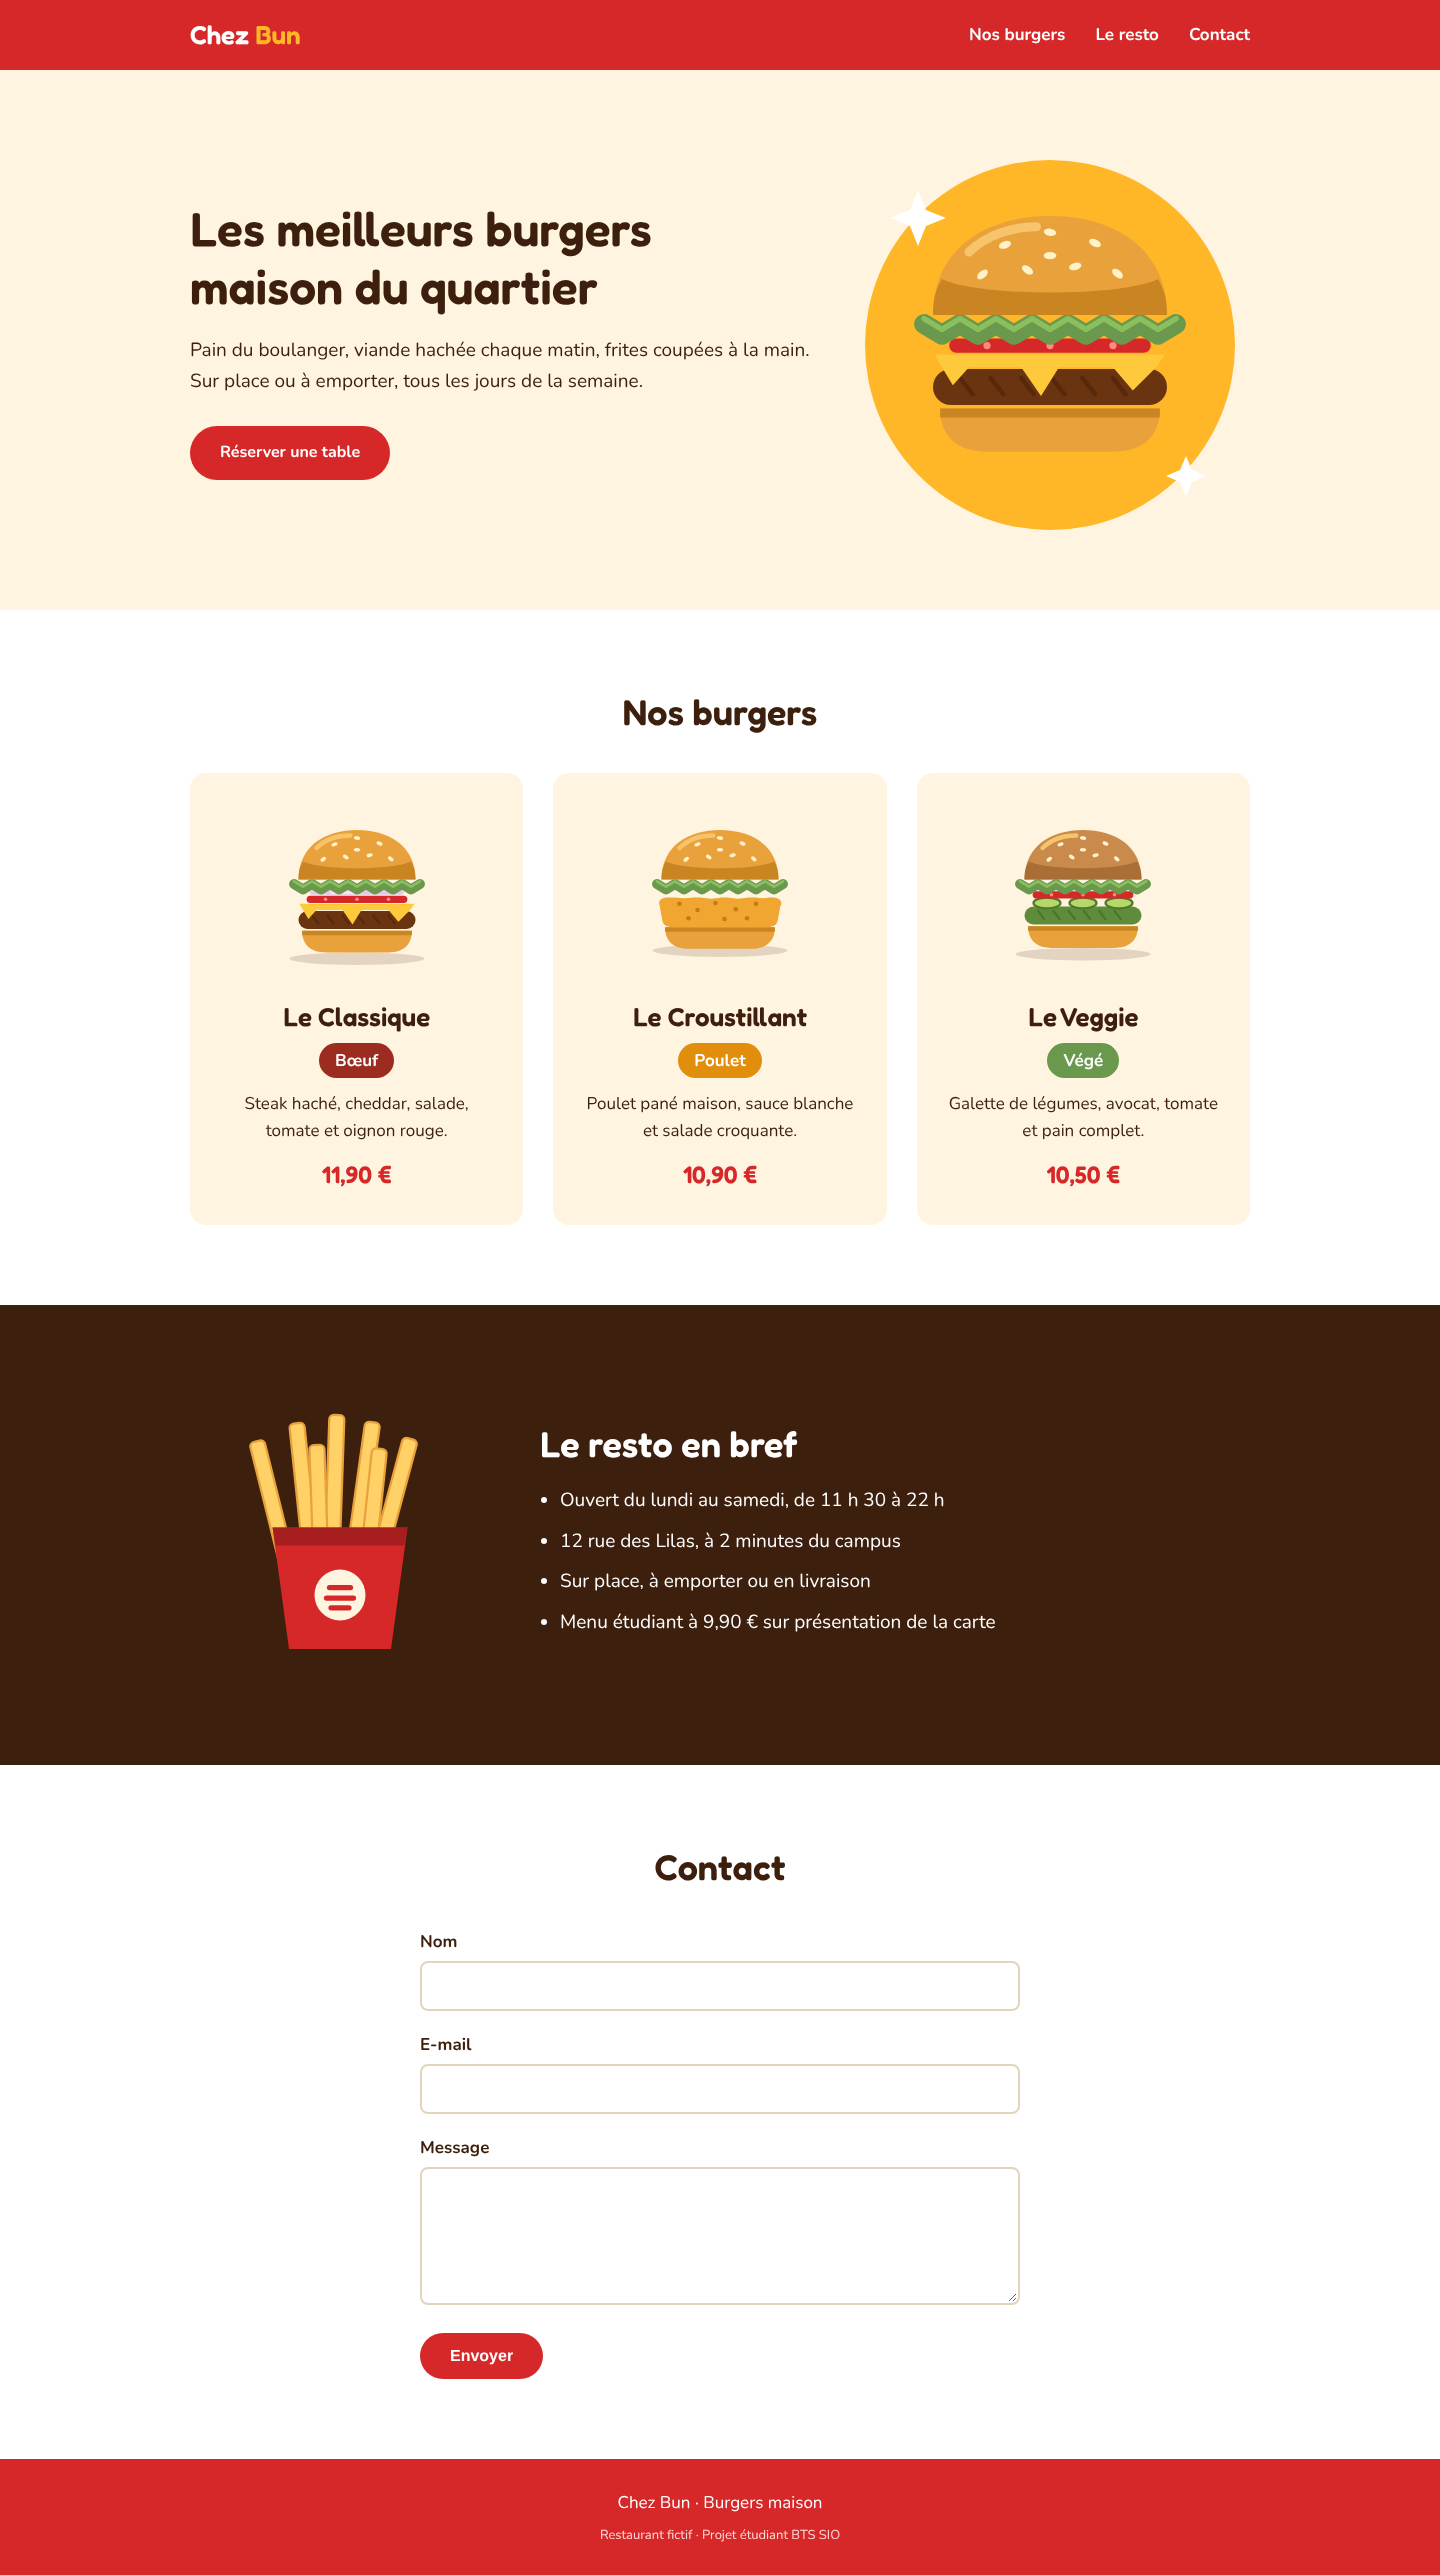 Chez Bun
Nos burgers
Le resto
Contact
Les meilleurs burgers
maison du quartier
Pain du boulanger, viande hachée chaque matin, frites coupées à la main.
Sur place ou à emporter, tous les jours de la semaine.
Réserver une table
Nos burgers
Le Classique
Bœuf
Steak haché, cheddar, salade,
tomate et oignon rouge.
11,90 €
Le Croustillant
Poulet
Poulet pané maison, sauce blanche
et salade croquante.
10,90 €
Le Veggie
Végé
Galette de légumes, avocat, tomate
et pain complet.
10,50 €
Le resto en bref
• Ouvert du lundi au samedi, de 11 h 30 à 22 h
• 12 rue des Lilas, à 2 minutes du campus
• Sur place, à emporter ou en livraison
• Menu étudiant à 9,90 € sur présentation de la carte
Contact
Nom
E-mail
Message
Envoyer
Chez Bun · Burgers maison
Restaurant fictif · Projet étudiant BTS SIO